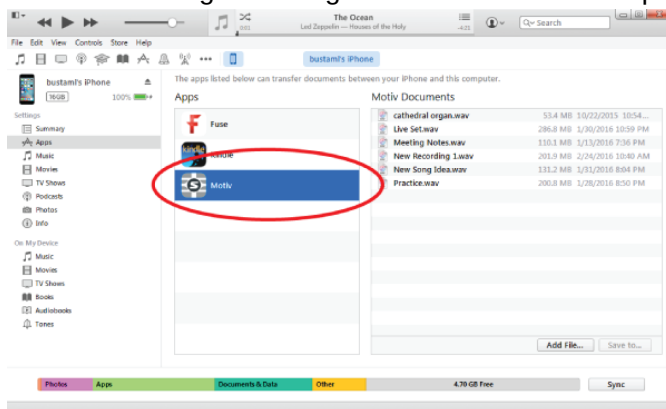 The Ocean
Led Zeppelin — Houses of the Holy
-4:21
Search
File Edit View Controls Store Help
bustami's iPhone
bustami's iPhone
16GB 100%
The apps listed below can transfer documents between your iPhone and this computer.
Settings
Summary
Apps
Music
Movies
TV Shows
Podcasts
Photos
Info
On My Device
Music
Movies
TV Shows
Books
Audiobooks
Tones
Apps
Fuse
kindle
Kindle
Motiv
Motiv Documents
cathedral organ.wav 53.4 MB 10/22/2015 10:54...
Live Set.wav 286.8 MB 1/30/2016 10:59 PM
Meeting Notes.wav 110.1 MB 1/13/2016 7:36 PM
New Recording 1.wav 201.9 MB 2/24/2016 10:40 AM
New Song Idea.wav 131.2 MB 1/31/2016 8:04 PM
Practice.wav 200.8 MB 1/28/2016 8:50 PM
Add File... Save to...
Photos Apps Documents & Data Other 4.70 GB Free Sync